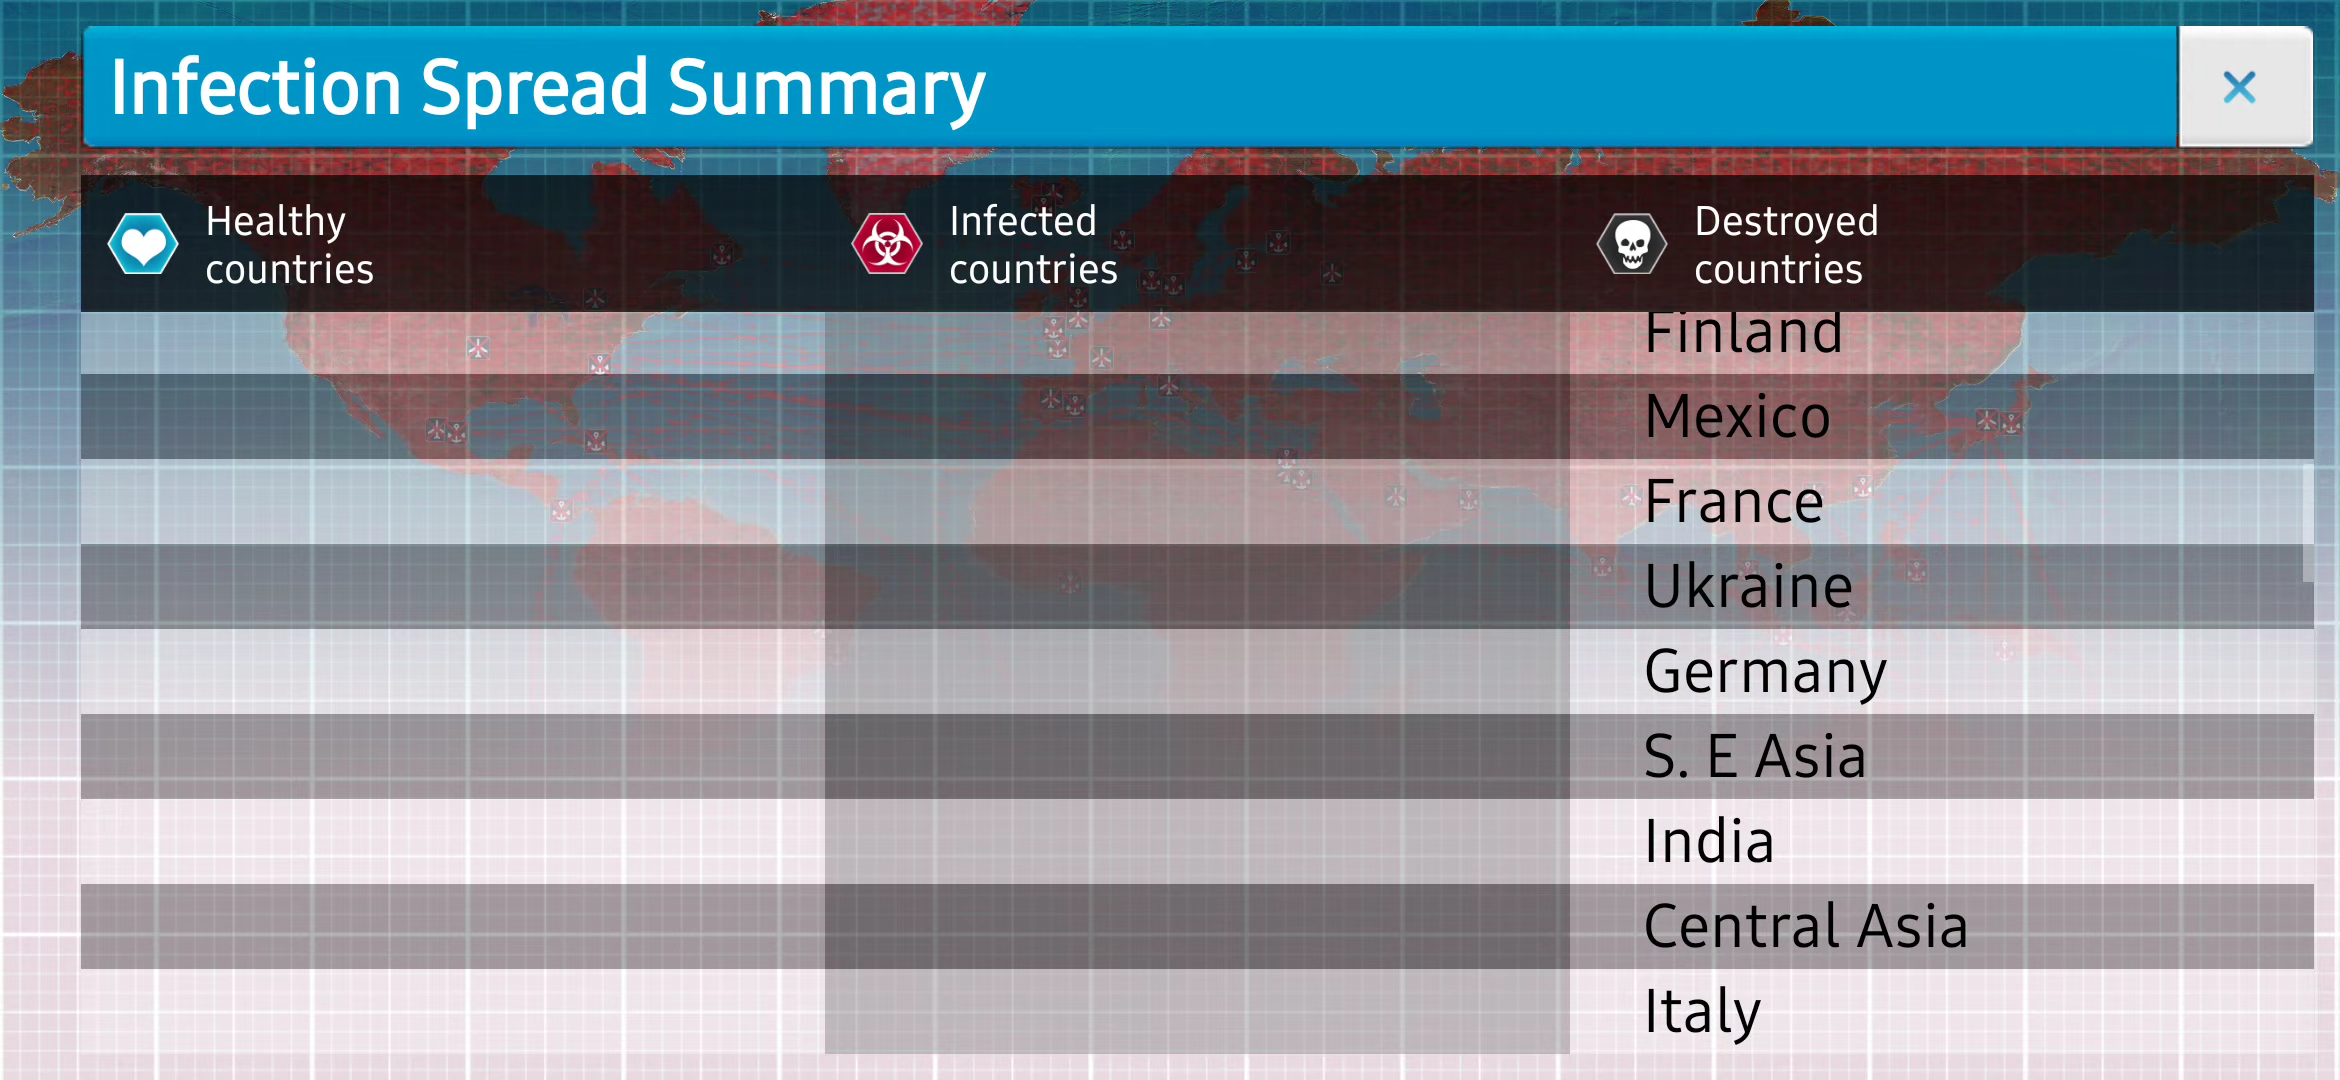 Infection Spread Summary
Healthy
countries
Infected
countries
Destroyed
countries
Finland
Mexico
France
Ukraine
Germany
S. E Asia
India
Central Asia
Italy